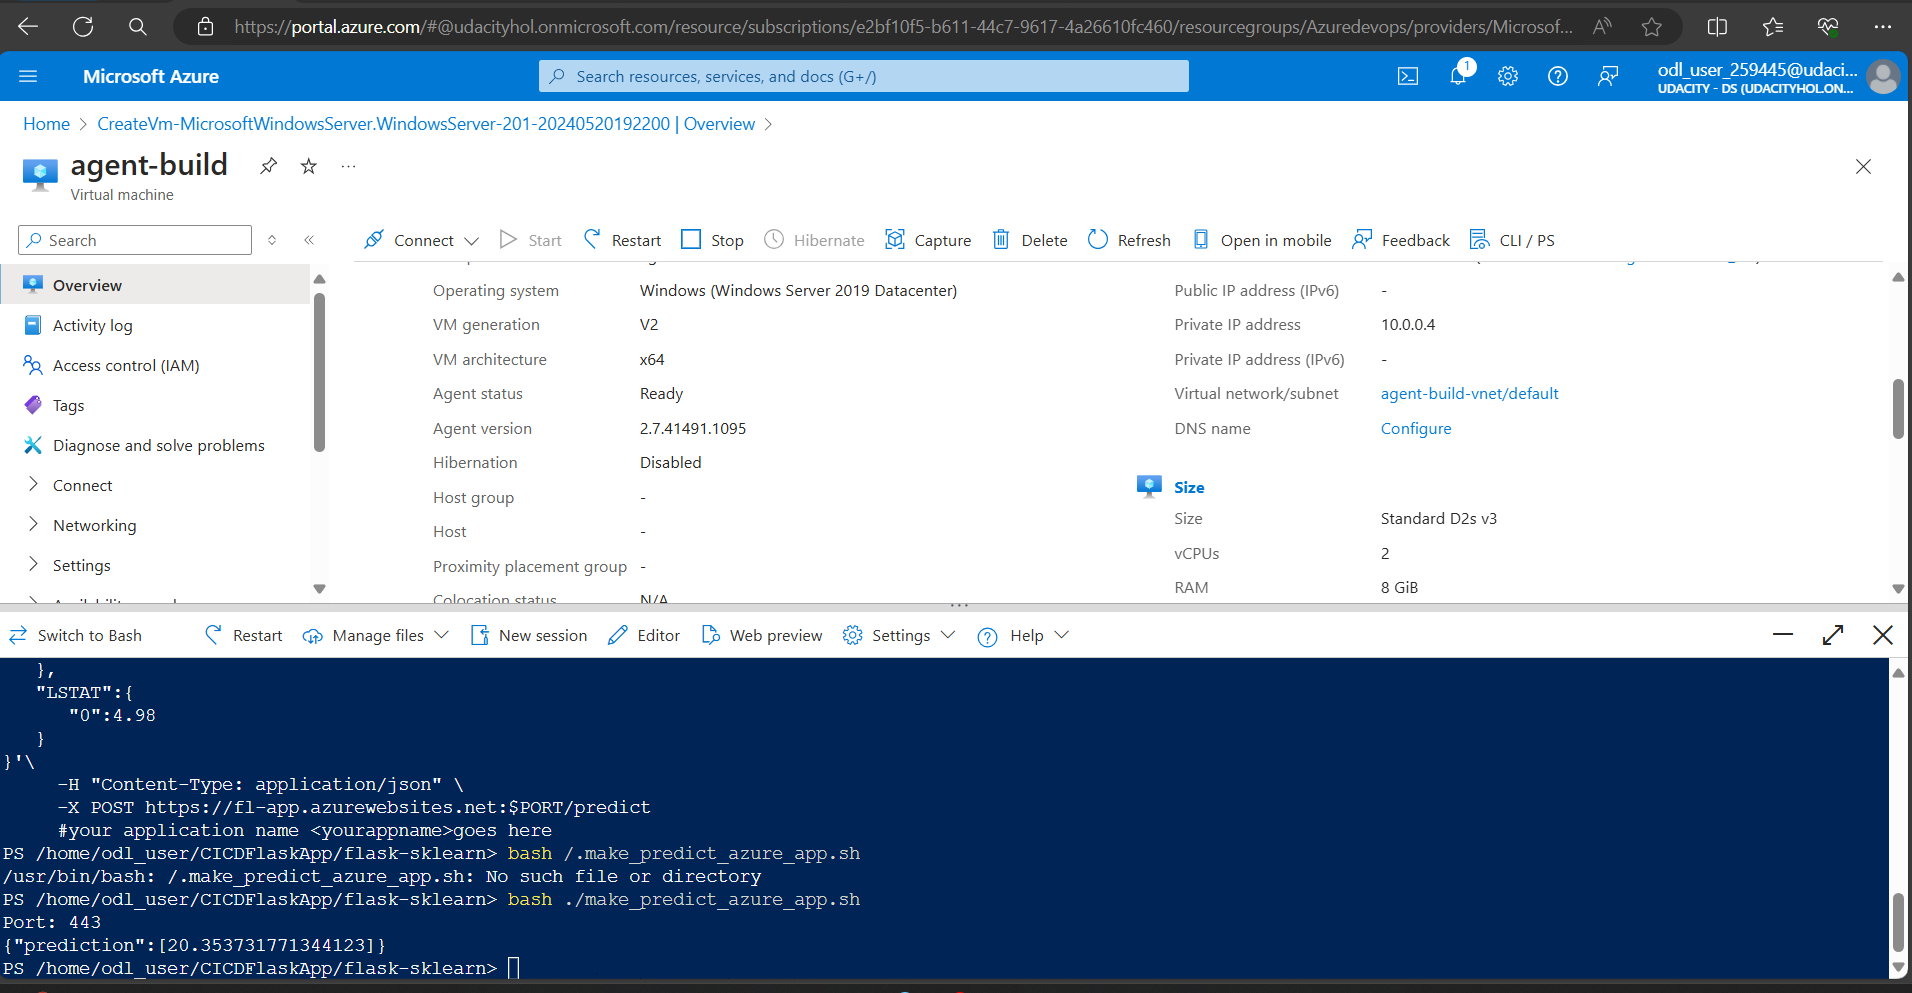 https://portal.azure.com/#@udacityhol.onmicrosoft.com/resource/subscriptions/e2bf10f5-b611-44c7-9617-4a26610fc460/resourcegroups/Azuredevops/providers/Microsof...
Microsoft Azure
Search resources, services, and docs (G+/)
1
odl_user_259445@udaci...
UDACITY - DS (UDACITYHOL.ON...
Home > CreateVm-MicrosoftWindowsServer.WindowsServer-201-20240520192200 | Overview >
agent-build
Virtual machine
Search
Connect Start Restart Stop Hibernate Capture Delete Refresh Open in mobile Feedback CLI / PS
Overview
Activity log
Access control (IAM)
Tags
Diagnose and solve problems
Connect
Networking
Settings
Operating system Windows (Windows Server 2019 Datacenter)
VM generation V2
VM architecture x64
Agent status Ready
Agent version 2.7.41491.1095
Hibernation Disabled
Host group -
Host -
Proximity placement group -
Colocation status N/A
Public IP address (IPv6) -
Private IP address 10.0.0.4
Private IP address (IPv6) -
Virtual network/subnet agent-build-vnet/default
DNS name Configure
Size
Size Standard D2s v3
vCPUs 2
RAM 8 GiB
Switch to Bash Restart Manage files New session Editor Web preview Settings Help
},
"LSTAT":{
"0":4.98
}
}'\
-H "Content-Type: application/json" \
-X POST https://fl-app.azurewebsites.net:$PORT/predict
#your application name <yourappname>goes here
PS /home/odl_user/CICDFlaskApp/flask-sklearn> bash /.make_predict_azure_app.sh
/usr/bin/bash: /.make_predict_azure_app.sh: No such file or directory
PS /home/odl_user/CICDFlaskApp/flask-sklearn> bash ./make_predict_azure_app.sh
Port: 443
{"prediction":[20.353731771344123]}
PS /home/odl_user/CICDFlaskApp/flask-sklearn>